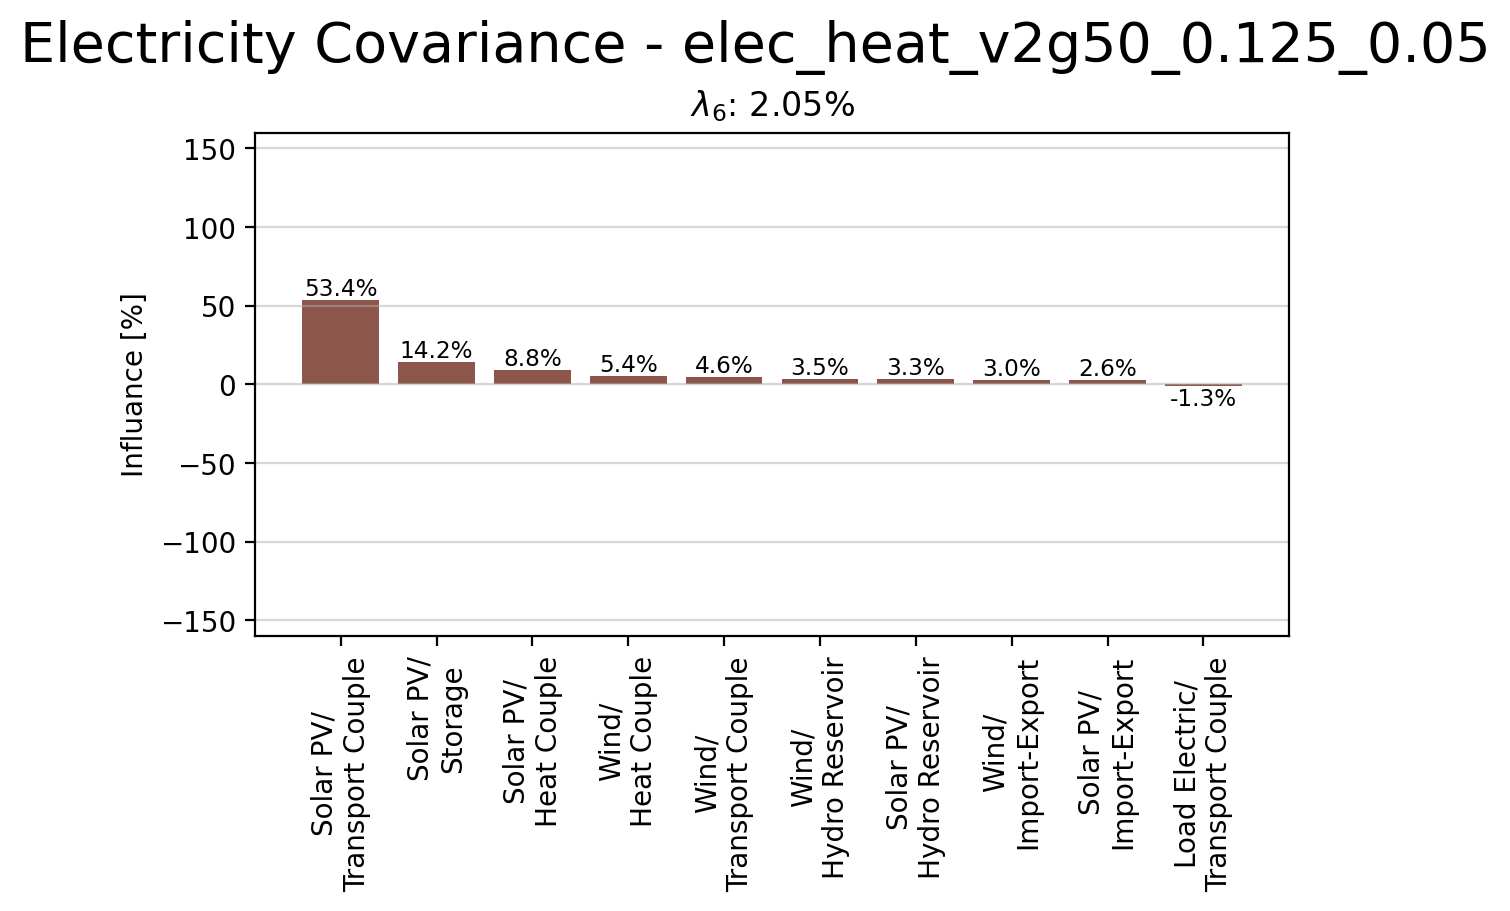 Electricity Covariance - elec_heat_v2g50_0.125_0.05
λ6: 2.05%
150
100
50
0
−50
−100
−150
Influance [%]
53.4%
14.2%
8.8%
5.4%
4.6%
3.5%
3.3%
3.0%
2.6%
-1.3%
Solar PV/
Transport Couple
Solar PV/
Storage
Solar PV/
Heat Couple
Wind/
Heat Couple
Wind/
Transport Couple
Wind/
Hydro Reservoir
Solar PV/
Hydro Reservoir
Wind/
Import-Export
Solar PV/
Import-Export
Load Electric/
Transport Couple